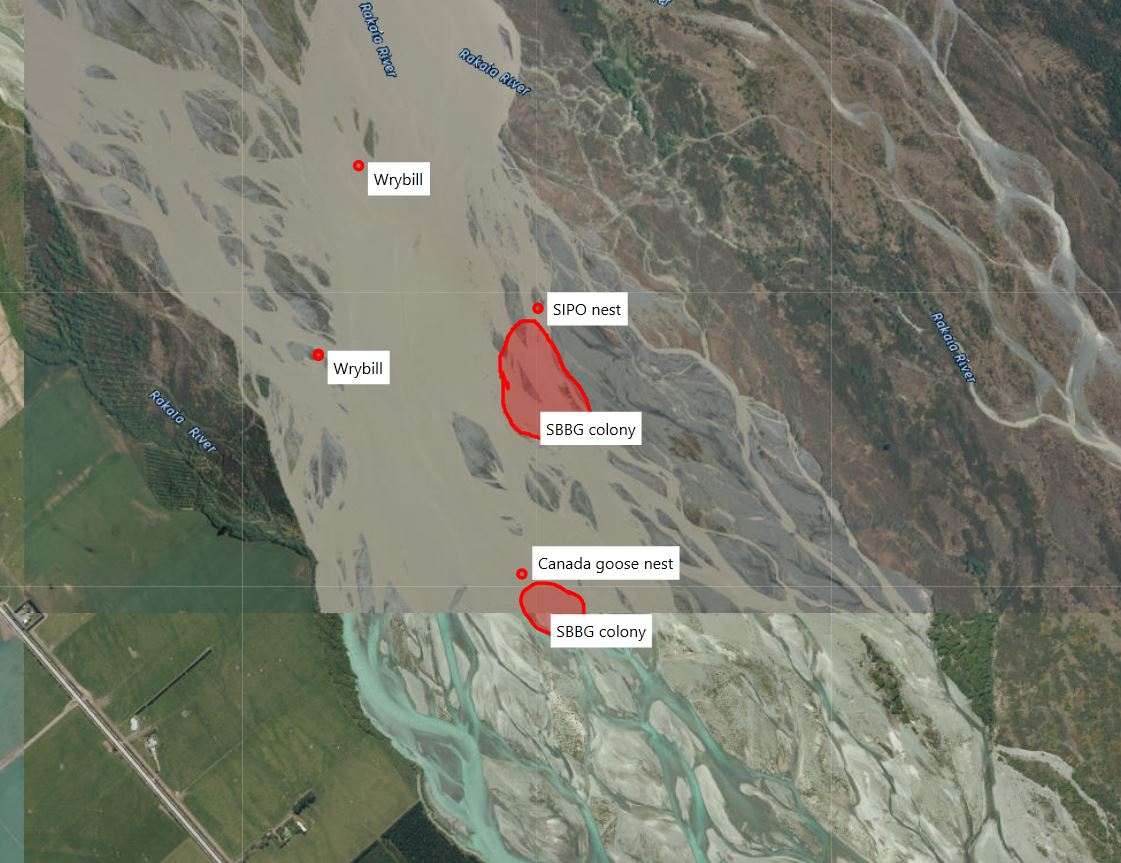 Rakaia River
Rakaia River
Wrybill
SIPO nest
Wrybill
Rakaia River
Rakaia River
SBBG colony
Canada goose nest
SBBG colony